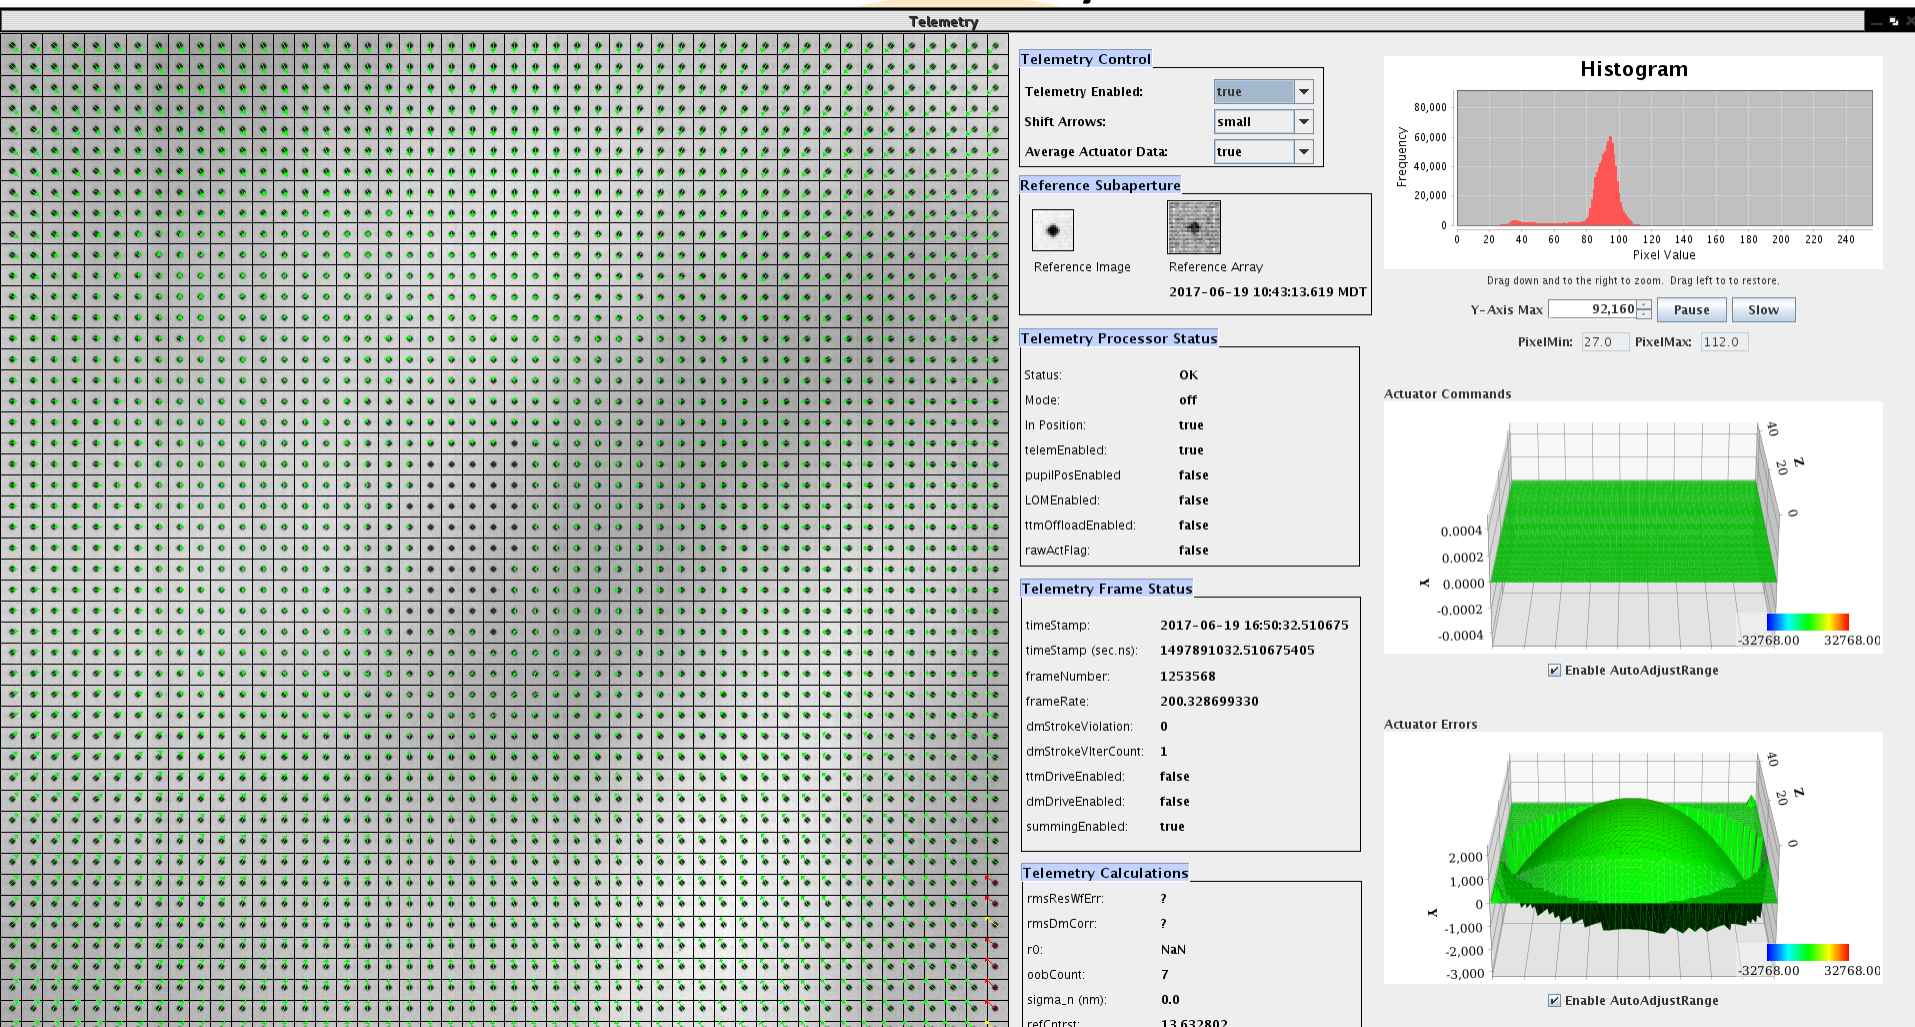 Telemetry
Telemetry Control
Telemetry Enabled: true
Shift Arrows: small
Average Actuator Data: true
Reference Subaperture
Reference Image Reference Array
2017-06-19 10:43:13.619 MDT
Telemetry Processor Status
Status: OK
Mode: off
In Position: true
telemEnabled: true
pupilPosEnabled false
LOMEnabled: false
ttmOffloadEnabled: false
rawActFlag: false
Telemetry Frame Status
timeStamp: 2017-06-19 16:50:32.510675
timeStamp (sec.ns): 1497891032.510675405
frameNumber: 1253568
frameRate: 200.328699330
dmStrokeViolation: 0
dmStrokeVIterCount: 1
ttmDriveEnabled: false
dmDriveEnabled: false
summingEnabled: true
Telemetry Calculations
rmsResWfErr: ?
rmsDmCorr: ?
r0: NaN
oobCount: 7
sigma_n (nm): 0.0
refCntrst: 13.632802
Histogram
Frequency
80,000
60,000
40,000
20,000
0
0 20 40 60 80 100 120 140 160 180 200 220 240
Pixel Value
Drag down and to the right to zoom. Drag left to to restore.
Y-Axis Max 92,160 Pause Slow
PixelMin: 27.0 PixelMax: 112.0
Actuator Commands
40
20
0
Z
0.0004
0.0002
0.0000
-0.0002
-0.0004
Y
-32768.00 32768.00
Enable AutoAdjustRange
Actuator Errors
40
20
0
Z
2,000
1,000
0
-1,000
-2,000
-3,000
Y
-32768.00 32768.00
Enable AutoAdjustRange